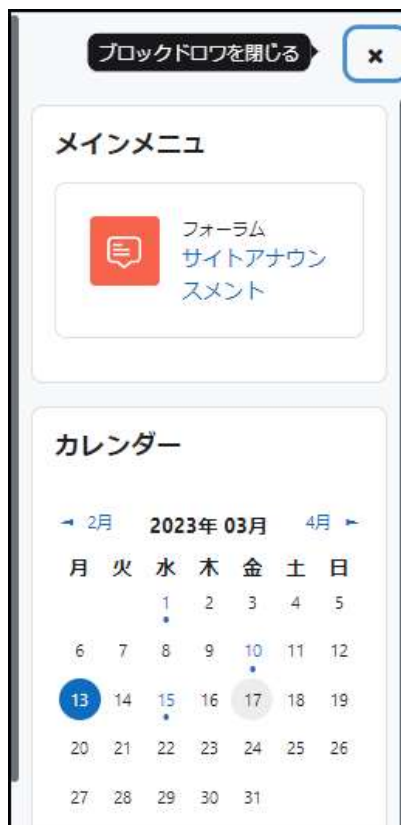 ブロックドロワを閉じる
×
メインメニュー
フォーラム
サイトアナウン
スメント
カレンダー
◄ 2月 2023年 03月 4月 ►
月 火 水 木 金 土 日
1 2 3 4 5
6 7 8 9 10 11 12
13 14 15 16 17 18 19
20 21 22 23 24 25 26
27 28 29 30 31